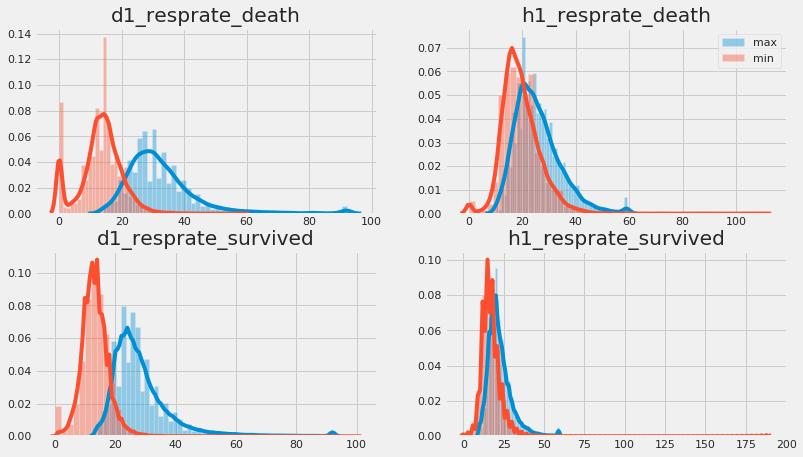 d1_resprate_death
0.14
0.12
0.10
0.08
0.06
0.04
0.02
0.00
0 20 40 60 80 100
h1_resprate_death
max
min
0.07
0.06
0.05
0.04
0.03
0.02
0.01
0.00
0 20 40 60 80 100
d1_resprate_survived
0.10
0.08
0.06
0.04
0.02
0.00
0 20 40 60 80 100
h1_resprate_survived
0.10
0.08
0.06
0.04
0.02
0.00
0 25 50 75 100 125 150 175 200